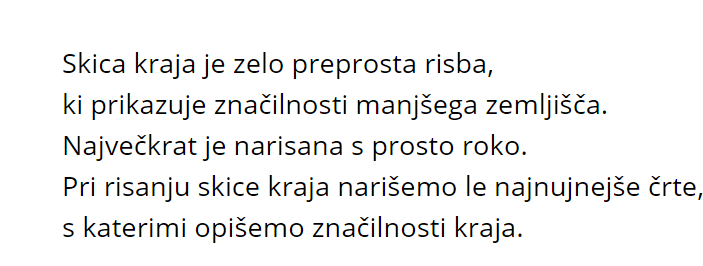 Skica kraja je zelo preprosta risba,
ki prikazuje značilnosti manjšega zemljišča.
Največkrat je narisana s prosto roko.
Pri risanju skice kraja narišemo le najnujnejše črte,
s katerimi opišemo značilnosti kraja.